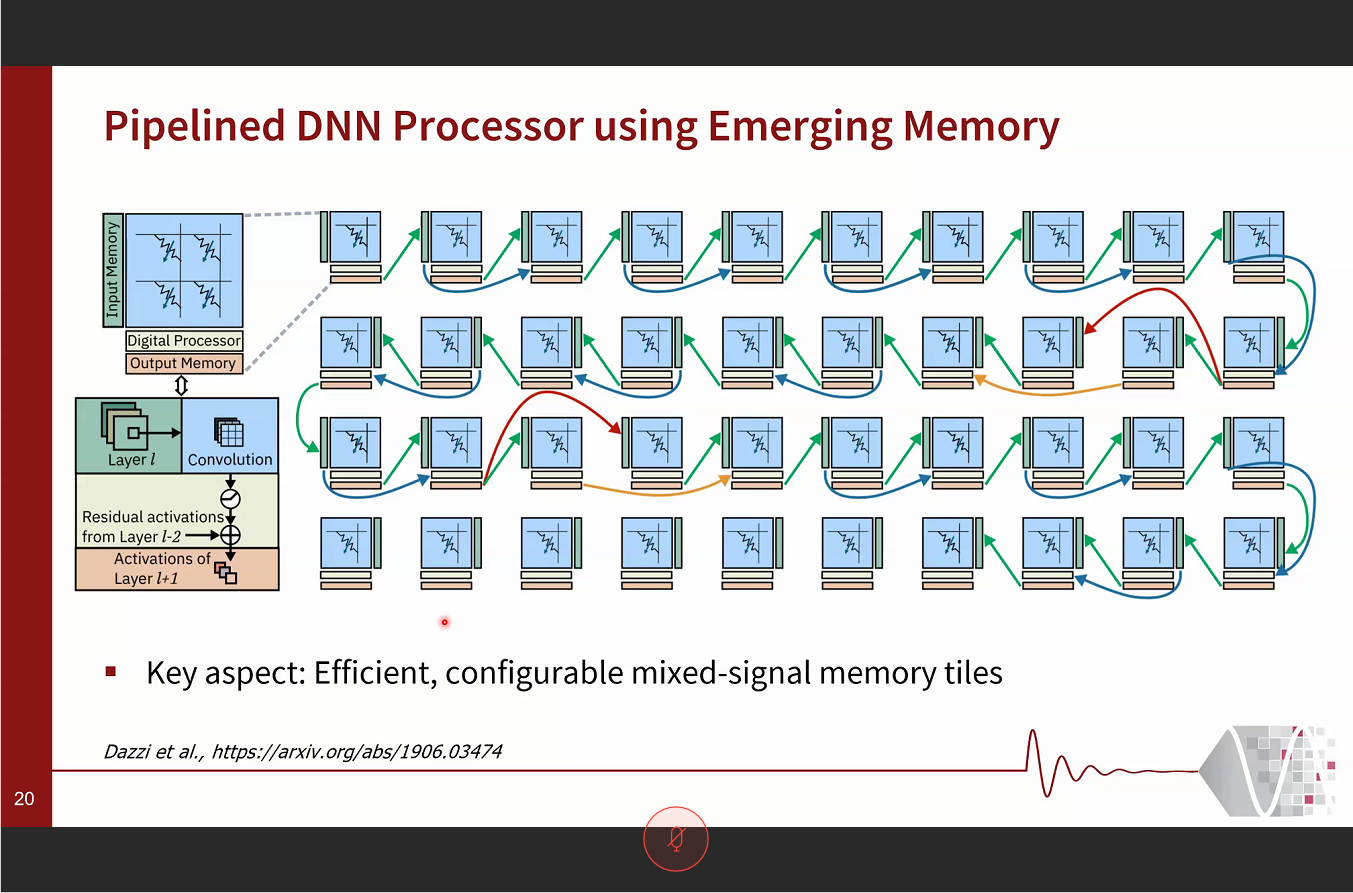 Pipelined DNN Processor using Emerging Memory
Input Memory
Digital Processor
Output Memory
Layer l
Convolution
Residual activations
from Layer l-2
Activations of
Layer l+1
Key aspect: Efficient, configurable mixed-signal memory tiles
Dazzi et al., https://arxiv.org/abs/1906.03474
20